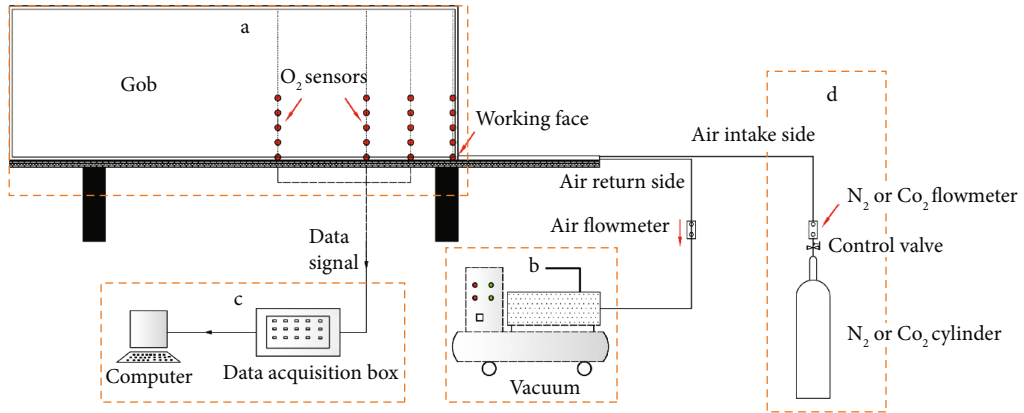 a
Gob
O₂ sensors
Working face
d
Air intake side
Air return side
N₂ or Co₂ flowmeter
Air flowmeter
Control valve
Data
signal
b
c
N₂ or Co₂ cylinder
Computer
Data acquisition box
Vacuum